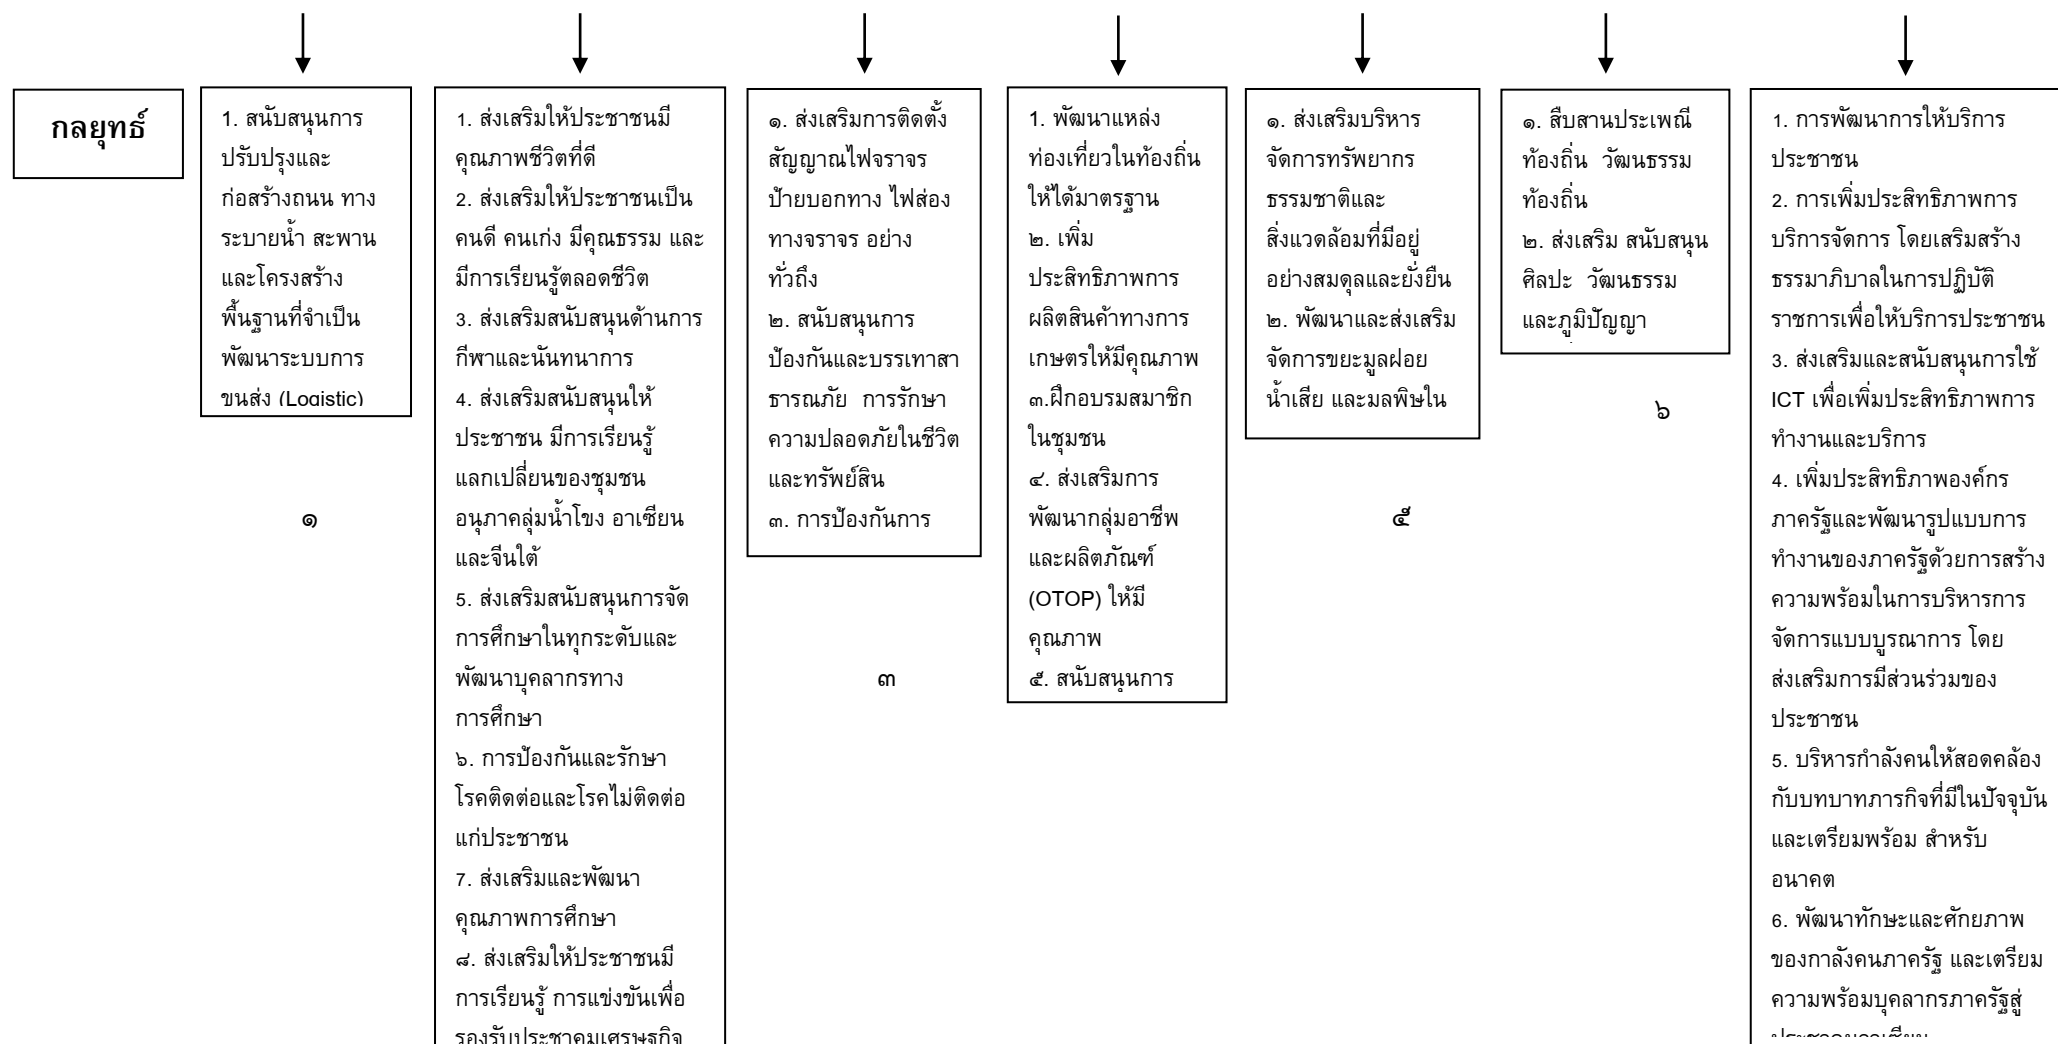 กลยุทธ์
1. สนับสนุนการ
ปรับปรุงและ
ก่อสร้างถนน ทาง
ระบายน้ำ สะพาน
และโครงสร้าง
พื้นฐานที่จำเป็น
พัฒนาระบบการ
ขนส่ง (Logistic)
๑
1. ส่งเสริมให้ประชาชนมี
คุณภาพชีวิตที่ดี
2. ส่งเสริมให้ประชาชนเป็น
คนดี คนเก่ง มีคุณธรรม และ
มีการเรียนรู้ตลอดชีวิต
3. ส่งเสริมสนับสนุนด้านการ
กีฬาและนันทนาการ
4. ส่งเสริมสนับสนุนให้
ประชาชน มีการเรียนรู้
แลกเปลี่ยนของชุมชน
อนุภาคลุ่มน้ำโขง อาเซียน
และจีนใต้
5. ส่งเสริมสนับสนุนการจัด
การศึกษาในทุกระดับและ
พัฒนาบุคลากรทาง
การศึกษา
๖. การป้องกันและรักษา
โรคติดต่อและโรคไม่ติดต่อ
แก่ประชาชน
7. ส่งเสริมและพัฒนา
คุณภาพการศึกษา
๘. ส่งเสริมให้ประชาชนมี
การเรียนรู้ การแข่งขันเพื่อ
รองรับประชาคมเศรษฐกิจ
๑. ส่งเสริมการติดตั้ง
สัญญาณไฟจราจร
ป้ายบอกทาง ไฟส่อง
ทางจราจร อย่าง
ทั่วถึง
๒. สนับสนุนการ
ป้องกันและบรรเทาสา
ธารณภัย  การรักษา
ความปลอดภัยในชีวิต
และทรัพย์สิน
๓. การป้องกันการ
๓
1. พัฒนาแหล่ง
ท่องเที่ยวในท้องถิ่น
ให้ได้มาตรฐาน
๒. เพิ่ม
ประสิทธิภาพการ
ผลิตสินค้าทางการ
เกษตรให้มีคุณภาพ
๓.ฝึกอบรมสมาชิก
ในชุมชน
๔. ส่งเสริมการ
พัฒนากลุ่มอาชีพ
และผลิตภัณฑ์
(OTOP) ให้มี
คุณภาพ
๕. สนับสนุนการ
๑. ส่งเสริมบริหาร
จัดการทรัพยากร
ธรรมชาติและ
สิ่งแวดล้อมที่มีอยู่
อย่างสมดุลและยั่งยืน
๒. พัฒนาและส่งเสริม
จัดการขยะมูลฝอย
น้ำเสีย และมลพิษใน
๕
๑. สืบสานประเพณี
ท้องถิ่น  วัฒนธรรม
ท้องถิ่น
๒. ส่งเสริม สนับสนุน
ศิลปะ  วัฒนธรรม
และภูมิปัญญา
๖
1. การพัฒนาการให้บริการ
ประชาชน
2. การเพิ่มประสิทธิภาพการ
บริการจัดการ โดยเสริมสร้าง
ธรรมาภิบาลในการปฏิบัติ
ราชการเพื่อให้บริการประชาชน
3. ส่งเสริมและสนับสนุนการใช้
ICT เพื่อเพิ่มประสิทธิภาพการ
ทำงานและบริการ
4. เพิ่มประสิทธิภาพองค์กร
ภาครัฐและพัฒนารูปแบบการ
ทำงานของภาครัฐด้วยการสร้าง
ความพร้อมในการบริหารการ
จัดการแบบบูรณาการ โดย
ส่งเสริมการมีส่วนร่วมของ
ประชาชน
5. บริหารกำลังคนให้สอดคล้อง
กับบทบาทภารกิจที่มีในปัจจุบัน
และเตรียมพร้อม สำหรับ
อนาคต
6. พัฒนาทักษะและศักยภาพ
ของกาลังคนภาครัฐ และเตรียม
ความพร้อมบุคลากรภาครัฐสู่